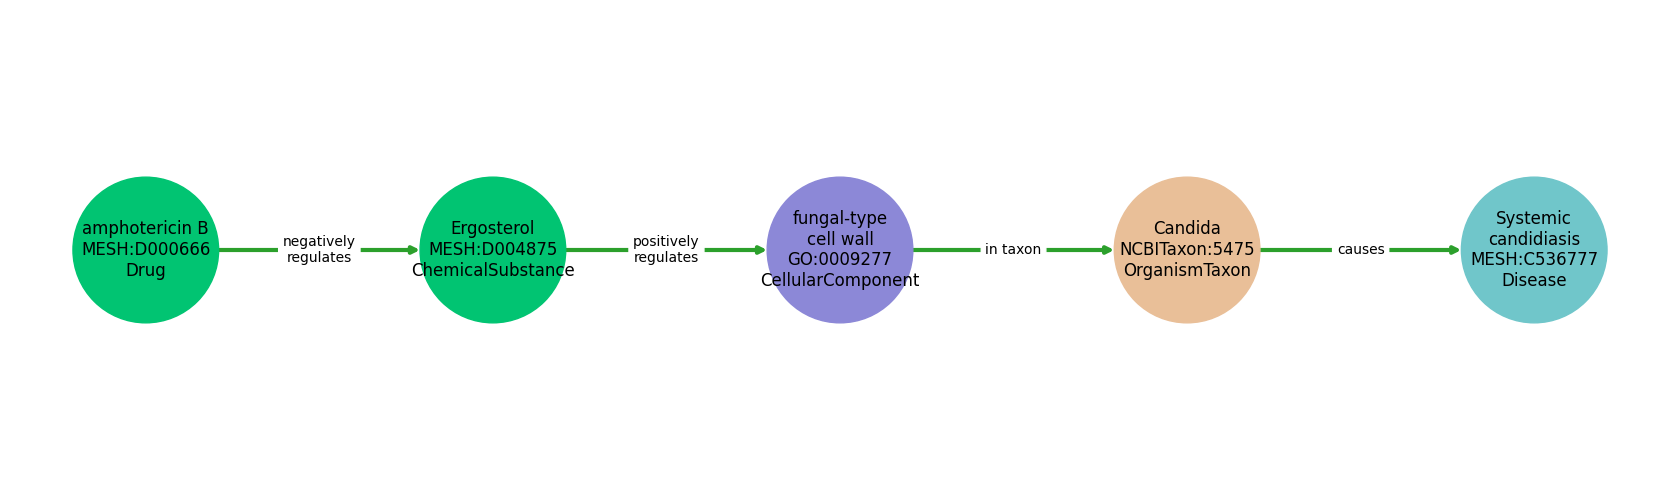 amphotericin B
MESH:D000666
Drug
negatively
regulates
Ergosterol
MESH:D004875
ChemicalSubstance
positively
regulates
fungal-type
cell wall
GO:0009277
CellularComponent
in taxon
Candida
NCBITaxon:5475
OrganismTaxon
causes
Systemic
candidiasis
MESH:C536777
Disease